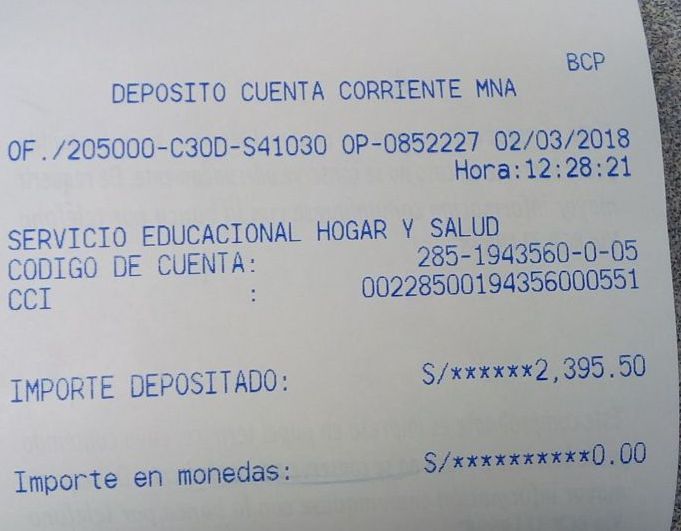 BCP
DEPOSITO CUENTA CORRIENTE MNA
OF./205000-C30D-S41030 OP-0852227 02/03/2018
Hora:12:28:21
SERVICIO EDUCACIONAL HOGAR Y SALUD
CODIGO DE CUENTA: 285-1943560-0-05
CCI : 00228500194356000551
IMPORTE DEPOSITADO: S/******2,395.50
Importe en monedas: S/**********0.00